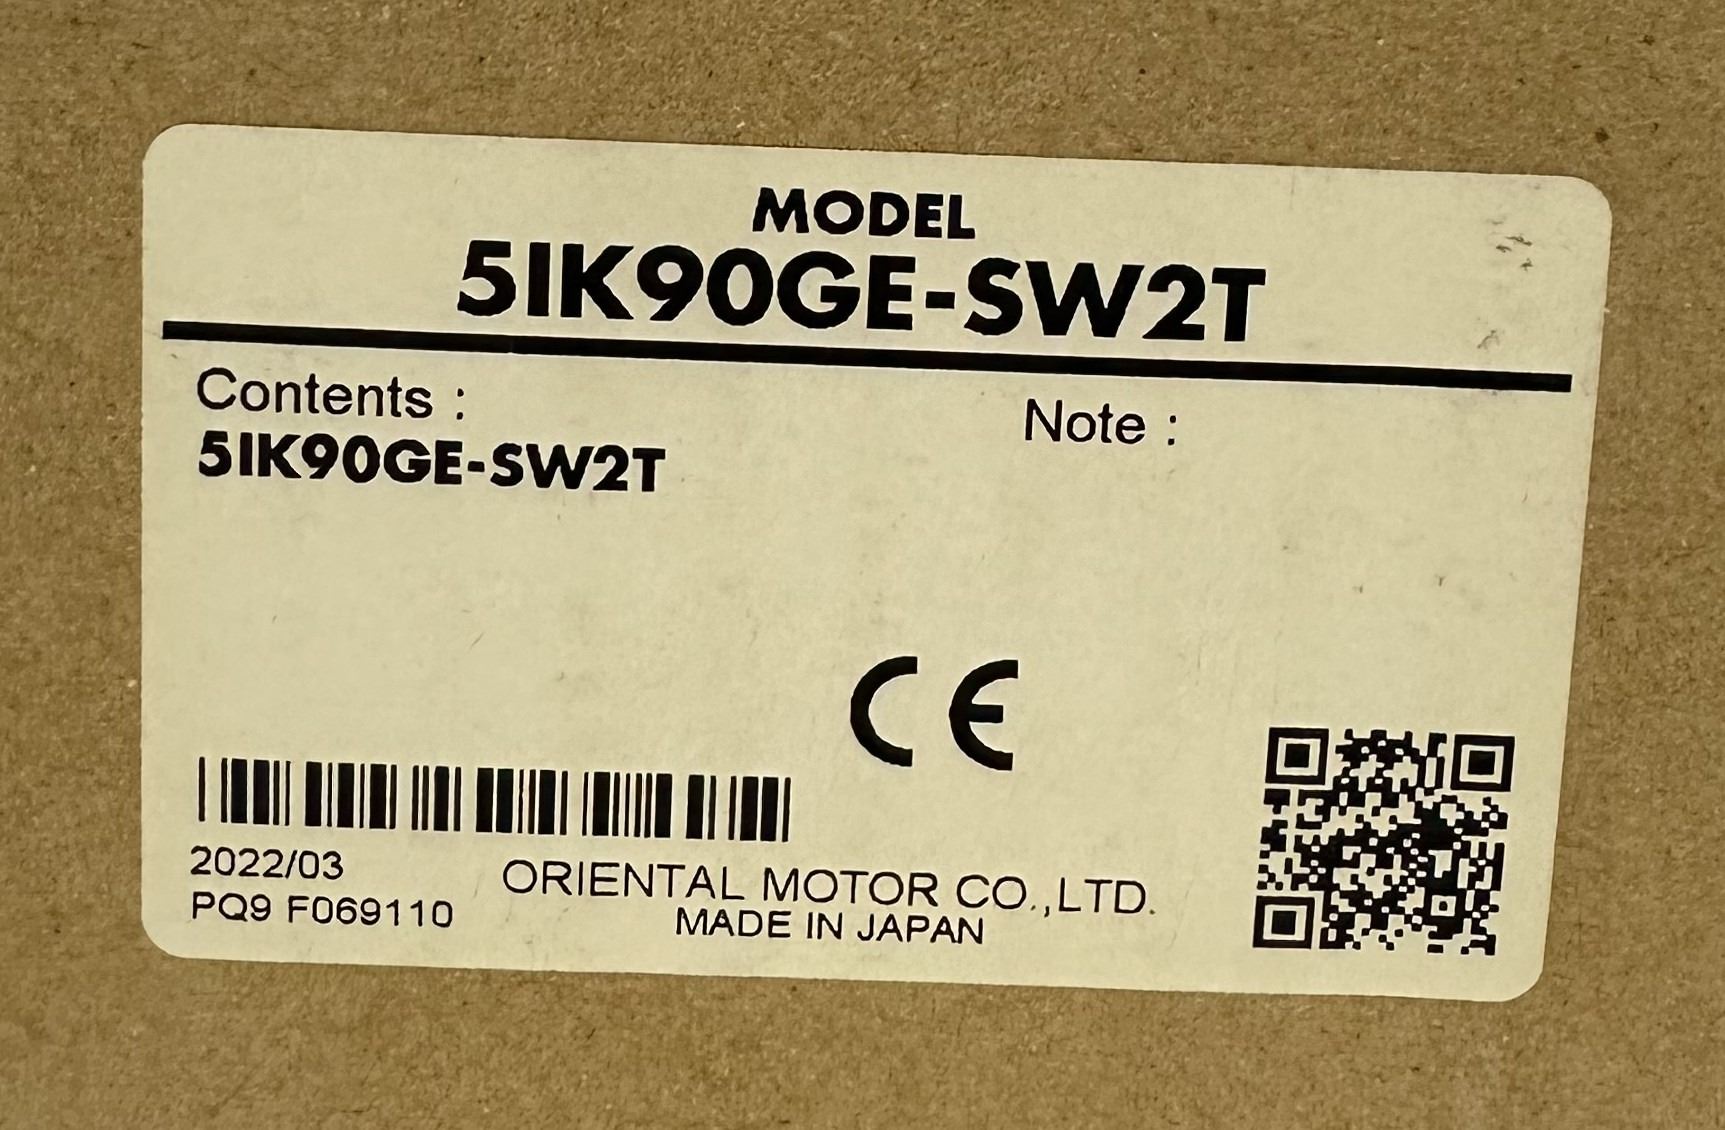 MODEL
5IK90GE-SW2T
Contents :
Note :
5IK90GE-SW2T
CE
2022/03
PQ9 F069110
ORIENTAL MOTOR CO.,LTD.
MADE IN JAPAN